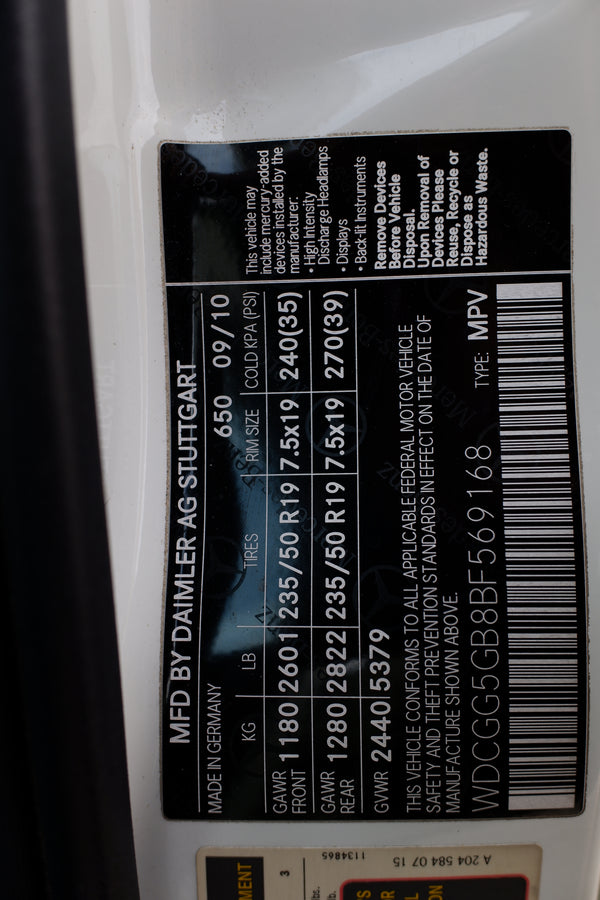 MFD BY DAIMLER AG STUTTGART
MADE IN GERMANY 650 09/10
KG LB TIRES RIM SIZE COLD KPA (PSI)
GAWR FRONT 1180 2601 235/50 R19 7.5x19 240(35)
GAWR REAR 1280 2822 235/50 R19 7.5x19 270(39)
GVWR 2440 5379
THIS VEHICLE CONFORMS TO ALL APPLICABLE FEDERAL MOTOR VEHICLE
SAFETY AND THEFT PREVENTION STANDARDS IN EFFECT ON THE DATE OF
MANUFACTURE SHOWN ABOVE.
TYPE: MPV
WDCGG5GB8BF569168
This vehicle may
include mercury-added
devices installed by the
manufacturer:
• High Intensity
Discharge Headlamps
• Displays
• Back-lit Instruments
Remove Devices
Before Vehicle
Disposal.
Upon Removal of
Devices Please
Reuse, Recycle or
Dispose as
Hazardous Waste.
A 204 584 07 15
1134865
3
MENT